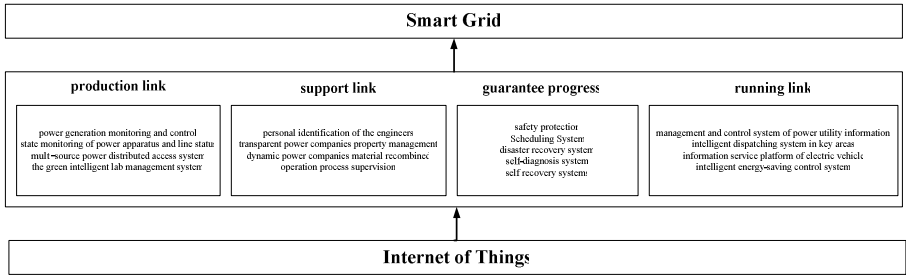 Smart Grid
production link
support link
guarantee progress
running link
power generation monitoring and control
state monitoring of power apparatus and line status
mult-source power distributed access system
the green intelligent lab management system
personal identification of the engineers
transparent power companies property management
dynamic power companies material recombined
operation process supervision
safety protection
Scheduling System
disaster recovery system
self-diagnosis system
self recovery systems
management and control system of power utility information
intelligent dispatching system in key areas
information service platform of electric vehicle
intelligent energy-saving control system
Internet of Things